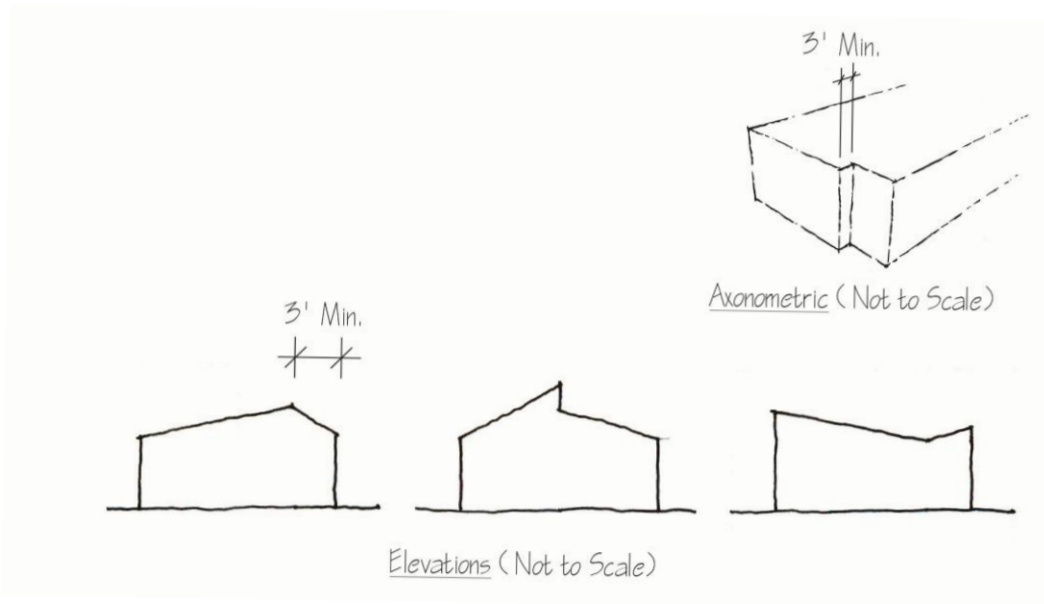 3' Min.
Axonometric (Not to Scale)
3' Min.
Elevations (Not to Scale)